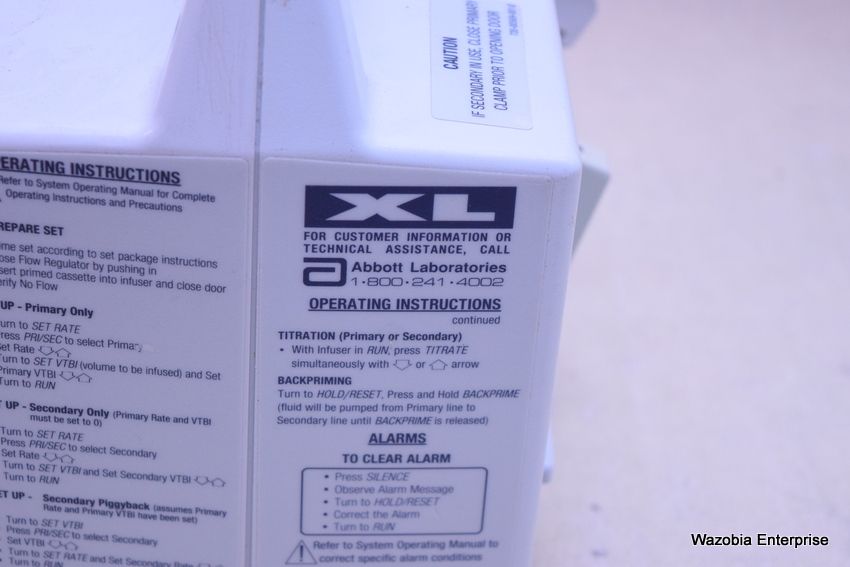 CAUTION
IF SECONDARY IN USE, CLOSE PRIMARY
CLAMP PRIOR TO OPENING DOOR
PERATING INSTRUCTIONS
Refer to System Operating Manual for Complete
Operating Instructions and Precautions
REPARE SET
me set according to set package instructions
ose Flow Regulator by pushing in
sert primed cassette into infuser and close door
erify No Flow
UP - Primary Only
Turn to SET RATE
Press PRI/SEC to select Primary
Set Rate
Turn to SET VTBI (volume to be infused) and Set
Primary VTBI
Turn to RUN
T UP - Secondary Only (Primary Rate and VTBI
must be set to 0)
Turn to SET RATE
Press PRI/SEC to select Secondary
Set Rate
Turn to SET VTBI and Set Secondary VTBI
Turn to RUN
ET UP - Secondary Piggyback (assumes Primary
Rate and Primary VTBI have been set)
Turn to SET VTBI
Press PRI/SEC to select Secondary
Set VTBI
• Turn to SET RATE and Set Secondary Rate
• Turn to RUN
XL
FOR CUSTOMER INFORMATION OR
TECHNICAL ASSISTANCE, CALL
Abbott Laboratories
1·800·241·4002
OPERATING INSTRUCTIONS
continued
TITRATION (Primary or Secondary)
• With Infuser in RUN, press TITRATE
simultaneously with or arrow
BACKPRIMING
Turn to HOLD/RESET, Press and Hold BACKPRIME
(fluid will be pumped from Primary line to
Secondary line until BACKPRIME is released)
ALARMS
TO CLEAR ALARM
• Press SILENCE
• Observe Alarm Message
• Turn to HOLD/RESET
• Correct the Alarm
• Turn to RUN
Refer to System Operating Manual to
correct specific alarm conditions
Wazobia Enterprise